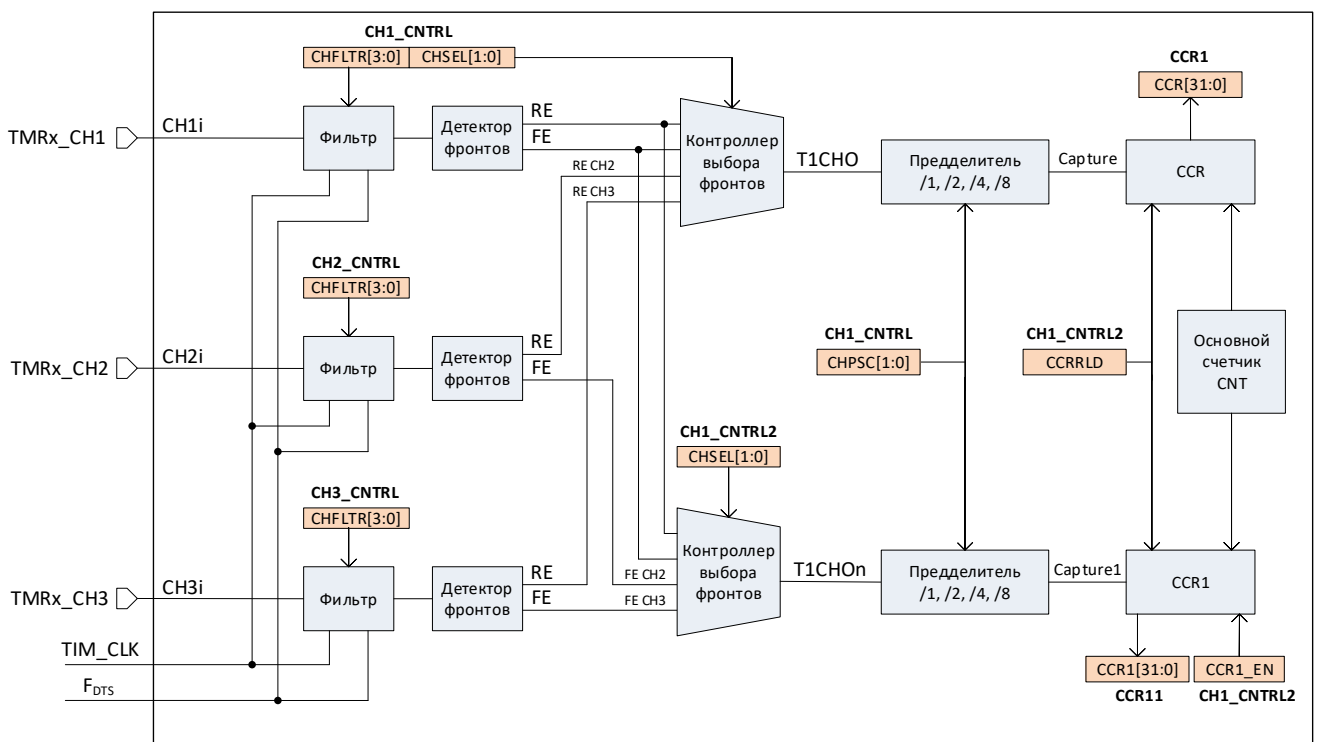 CH1_CNTRL
CHFLTR[3:0] CHSEL[1:0]
CCR1
CCR[31:0]
TMRx_CH1
CH1i
Фильтр
Детектор
фронтов
RE
FE
RE CH2
RE CH3
Контроллер
выбора
фронтов
T1CHO
Предделитель
/1, /2, /4, /8
Capture
CCR
CH2_CNTRL
CHFLTR[3:0]
TMRx_CH2
CH2i
Фильтр
Детектор
фронтов
RE
FE
CH1_CNTRL
CHPSC[1:0]
CH1_CNTRL2
CCRRLD
Основной
счетчик
CNT
CH1_CNTRL2
CHSEL[1:0]
CH3_CNTRL
CHFLTR[3:0]
TMRx_CH3
CH3i
Фильтр
Детектор
фронтов
RE
FE
FE CH2
FE CH3
Контроллер
выбора
фронтов
T1CHOn
Предделитель
/1, /2, /4, /8
Capture1
CCR1
TIM_CLK
FDTS
CCR1[31:0]
CCR11
CCR1_EN
CH1_CNTRL2